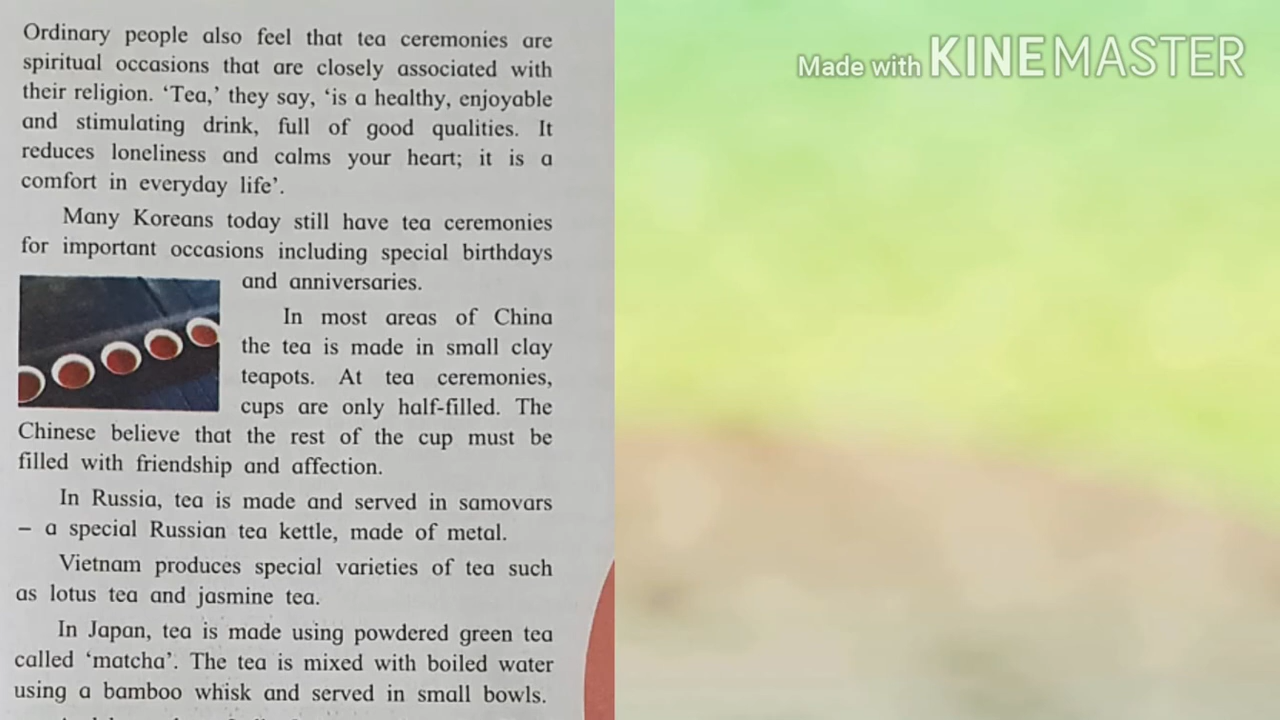 Ordinary people also feel that tea ceremonies are
spiritual occasions that are closely associated with
their religion. ‘Tea,’ they say, ‘is a healthy, enjoyable
and stimulating drink, full of good qualities. It
reduces loneliness and calms your heart; it is a
comfort in everyday life’.
Many Koreans today still have tea ceremonies
for important occasions including special birthdays
and anniversaries.
In most areas of China
the tea is made in small clay
teapots. At tea ceremonies,
cups are only half-filled. The
Chinese believe that the rest of the cup must be
filled with friendship and affection.
In Russia, tea is made and served in samovars
– a special Russian tea kettle, made of metal.
Vietnam produces special varieties of tea such
as lotus tea and jasmine tea.
In Japan, tea is made using powdered green tea
called ‘matcha’. The tea is mixed with boiled water
using a bamboo whisk and served in small bowls.
Made with KINEMASTER